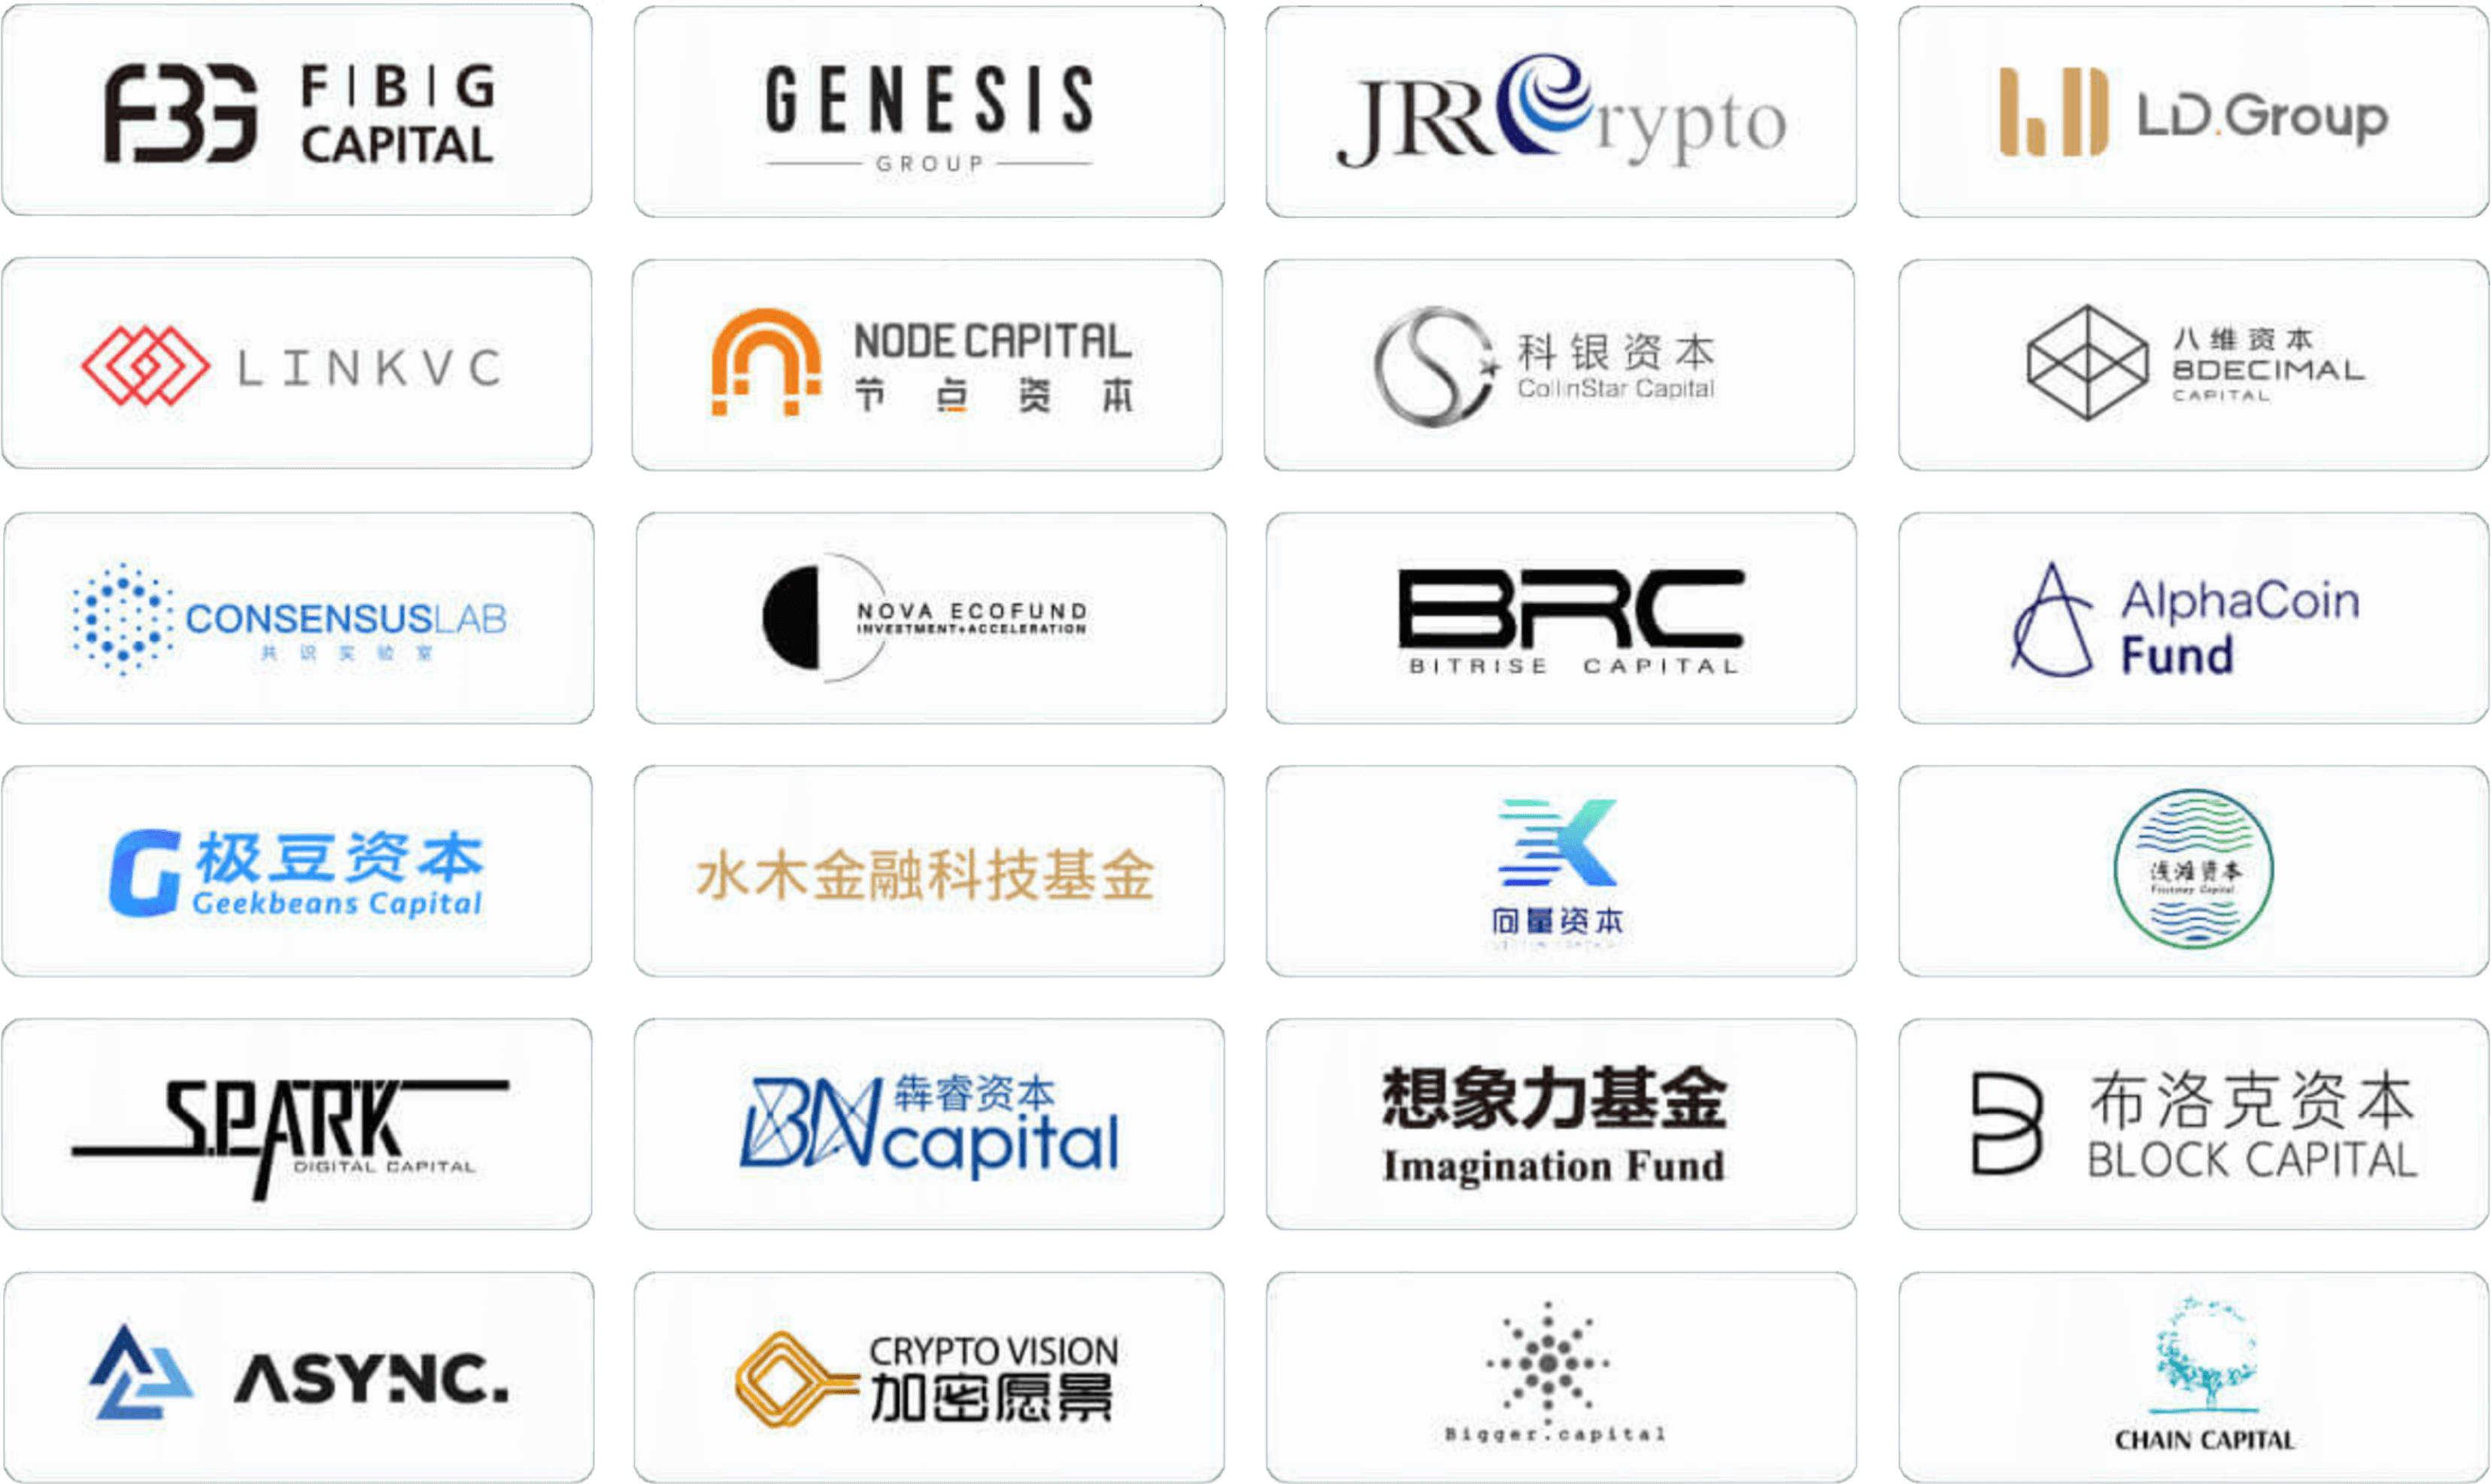 FBG F|B|G
CAPITAL
GENESIS
GROUP
JRR Crypto
LD.Group
LINKVC
NODE CAPITAL
节点资本
科银资本
CollinStar Capital
八维资本
8DECIMAL
CAPITAL
CONSENSUSLAB
共识实验室
NOVA ECOFUND
INVESTMENT+ACCELERATION
BRC
BITRISE CAPITAL
AlphaCoin
Fund
极豆资本
Geekbeans Capital
水木金融科技基金
向量资本
浅滩资本
Capital
SPARK
DIGITAL CAPITAL
BN 犇睿资本
capital
想象力基金
Imagination Fund
布洛克资本
BLOCK CAPITAL
ASYNC.
CRYPTO VISION
加密愿景
Bigger.capital
CHAIN CAPITAL